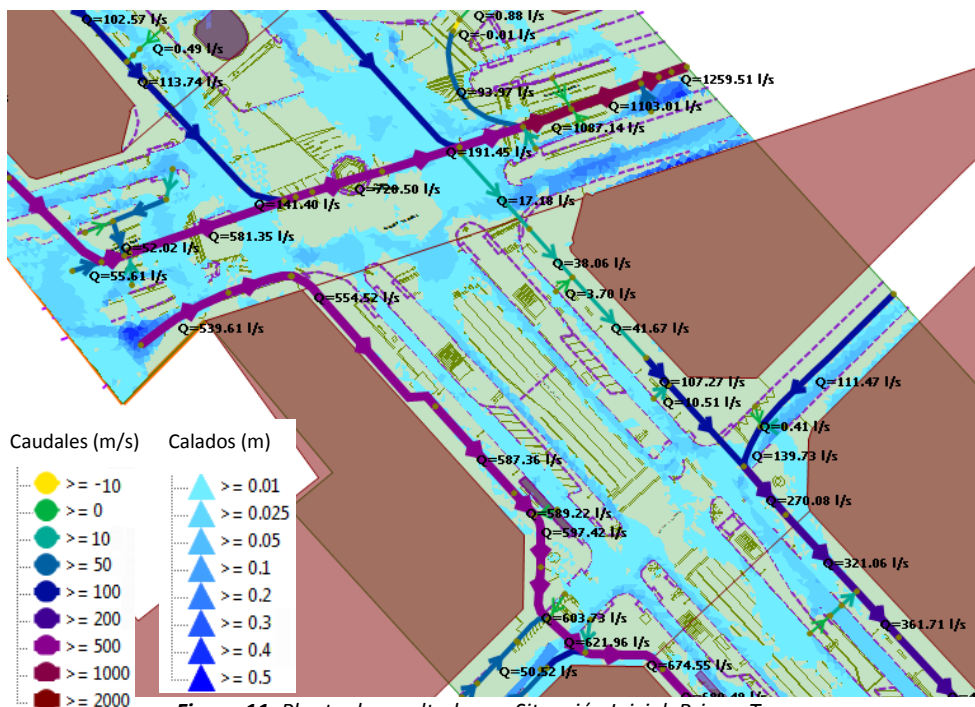 Q=102.57 l/s
Q=0.49 l/s
Q=113.74 l/s
Q=0.88 l/s
Q=-0.01 l/s
Q=93.97 l/s
Q=1259.51 l/s
Q=1103.01 l/s
Q=1087.14 l/s
Q=191.45 l/s
Q=720.50 l/s
Q=141.40 l/s
Q=581.35 l/s
Q=17.18 l/s
Q=52.02 l/s
Q=55.61 l/s
Q=38.06 l/s
Q=3.70 l/s
Q=554.52 l/s
Q=539.61 l/s
Q=41.67 l/s
Q=107.27 l/s
Q=10.51 l/s
Q=111.47 l/s
Q=0.41 l/s
Q=139.73 l/s
Q=587.36 l/s
Q=270.08 l/s
Q=589.22 l/s
Q=597.42 l/s
Q=321.06 l/s
Q=603.73 l/s
Q=361.71 l/s
Q=621.96 l/s
Q=50.52 l/s
Q=674.55 l/s
Caudales (m/s)
>= -10
>= 0
>= 10
>= 50
>= 100
>= 200
>= 500
>= 1000
>= 2000
Calados (m)
>= 0.01
>= 0.025
>= 0.05
>= 0.1
>= 0.2
>= 0.3
>= 0.4
>= 0.5